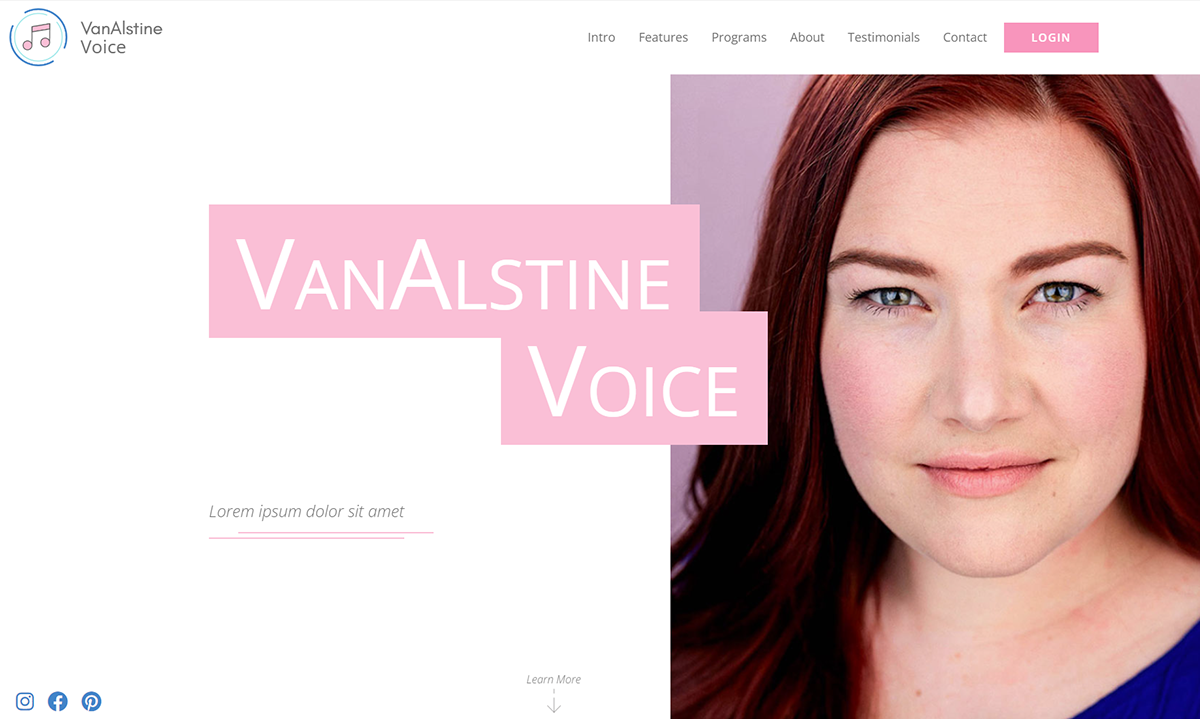 VanAlstine
Voice
Intro Features Programs About Testimonials Contact LOGIN
VANALSTINE
VOICE
Lorem ipsum dolor sit amet
Learn More